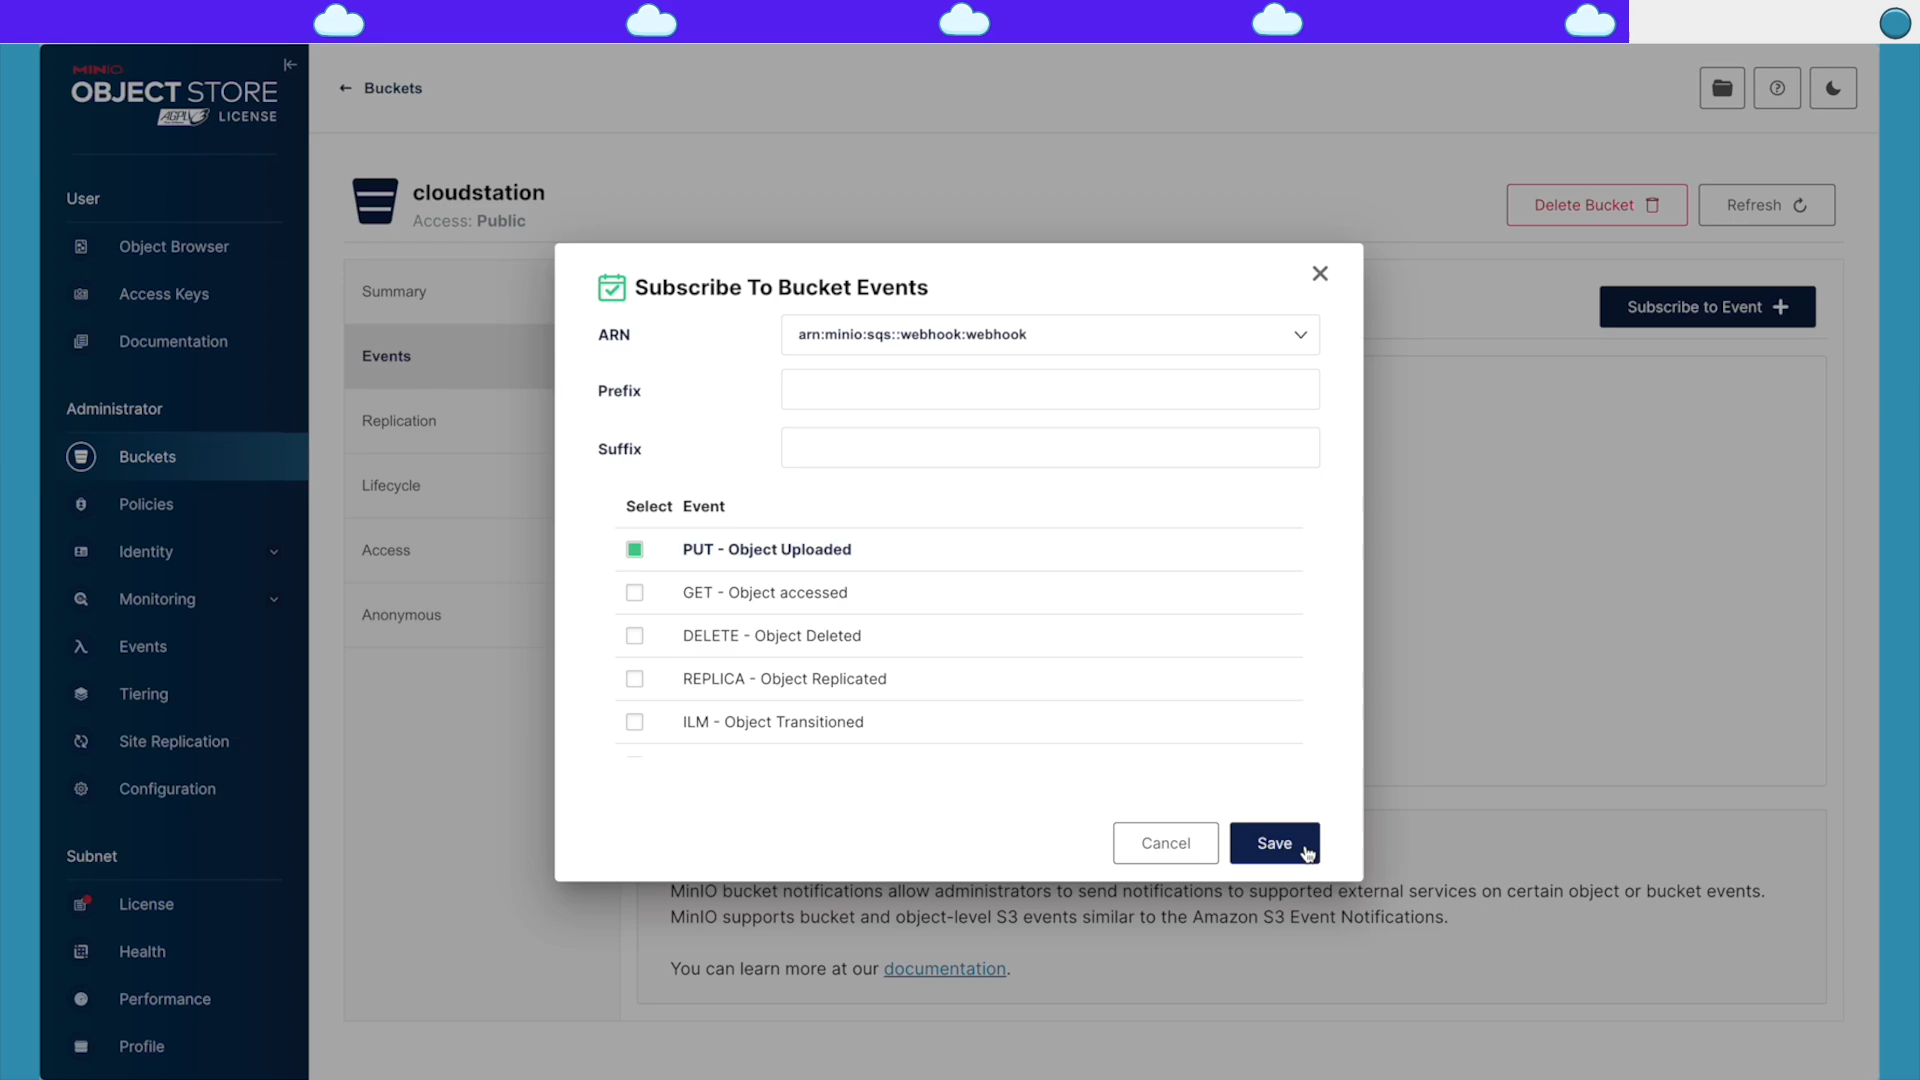 MINIO
OBJECT STORE
AGPL v3 LICENSE
User
Object Browser
Access Keys
Documentation
Administrator
Buckets
Policies
Identity
Monitoring
Events
Tiering
Site Replication
Configuration
Subnet
License
Health
Performance
Profile
← Buckets
cloudstation
Access: Public
Delete Bucket
Refresh
Summary
Events
Replication
Lifecycle
Access
Anonymous
Subscribe to Event +
Subscribe To Bucket Events
ARN arn:minio:sqs::webhook:webhook
Prefix
Suffix
Select Event
PUT - Object Uploaded
GET - Object accessed
DELETE - Object Deleted
REPLICA - Object Replicated
ILM - Object Transitioned
Cancel Save
MinIO bucket notifications allow administrators to send notifications to supported external services on certain object or bucket events.
MinIO supports bucket and object-level S3 events similar to the Amazon S3 Event Notifications.
You can learn more at our documentation.